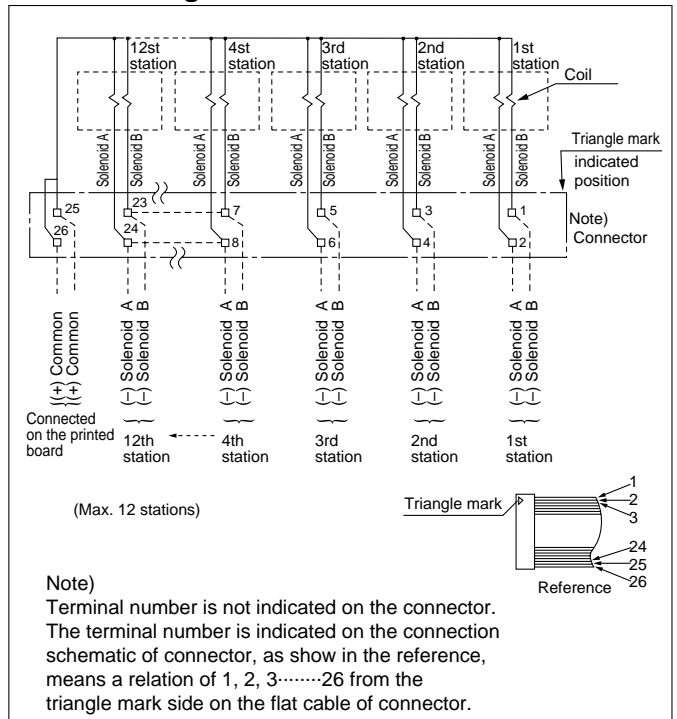 12st station
4st station
3rd station
2nd station
1st station
Coil
Solenoid A
Solenoid B
Solenoid A
Solenoid B
Solenoid A
Solenoid B
Solenoid A
Solenoid B
Solenoid A
Solenoid B
Triangle mark
indicated
position
25
26
23
24
7
8
5
6
3
4
1
2
Note)
Connector
(+) Common
(+) Common
(−) Solenoid A
(−) Solenoid B
(−) Solenoid A
(−) Solenoid B
(−) Solenoid A
(−) Solenoid B
(−) Solenoid A
(−) Solenoid B
(−) Solenoid A
(−) Solenoid B
Connected
on the printed
board
12th
station
4th
station
3rd
station
2nd
station
1st
station
(Max. 12 stations)
Triangle mark
1
2
3
24
25
26
Reference
Note)
Terminal number is not indicated on the connector.
The terminal number is indicated on the connection
schematic of connector, as show in the reference,
means a relation of 1, 2, 3········26 from the
triangle mark side on the flat cable of connector.